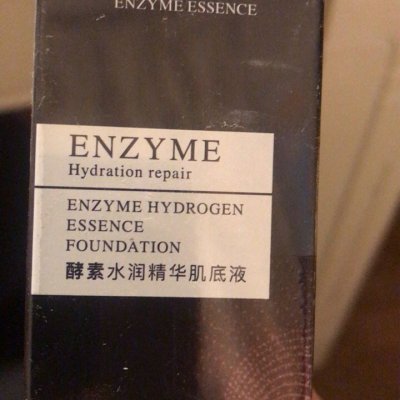 ENZYME ESSENCE
ENZYME
Hydration repair
ENZYME HYDROGEN
ESSENCE
FOUNDATION
酵素水润精华肌底液